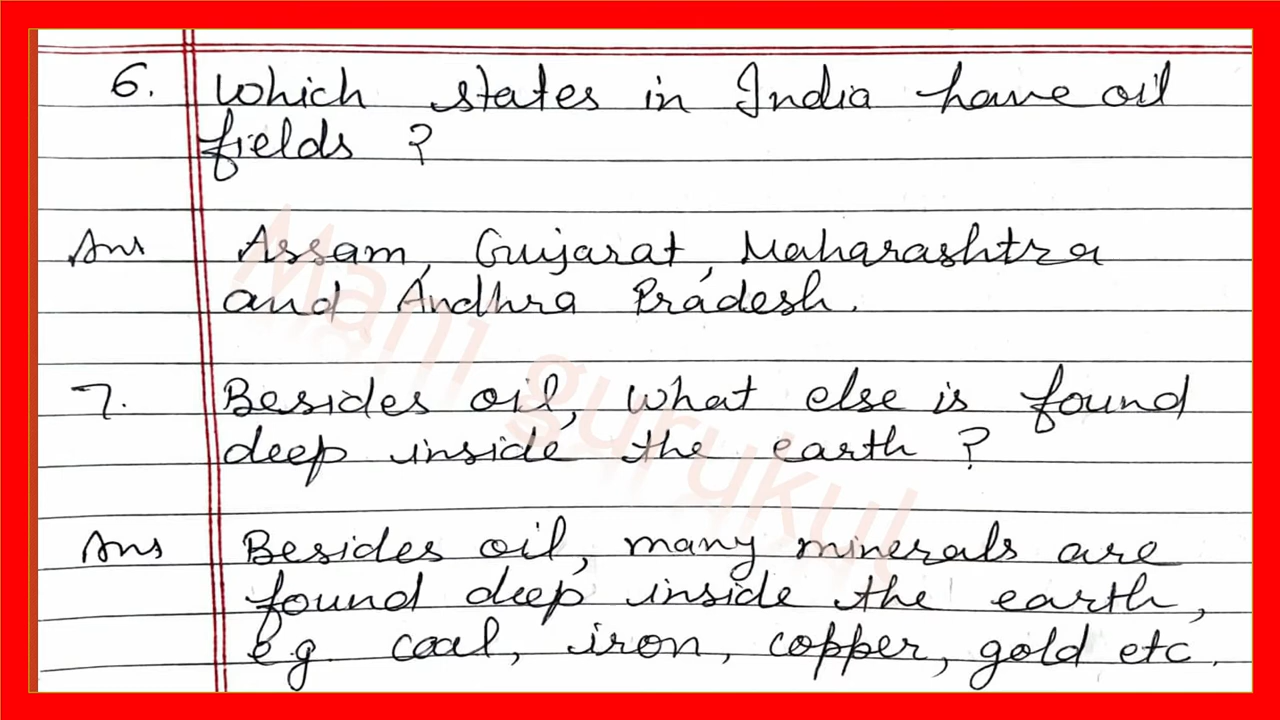 6. Which states in India have oil
fields ?
Ans Assam, Gujarat, Maharashtra
and Andhra Pradesh.
7. Besides oil, what else is found
deep inside the earth ?
Ans Besides oil, many minerals are
found deep inside the earth,
e.g. coal, iron, copper, gold etc.
Mani gurukul